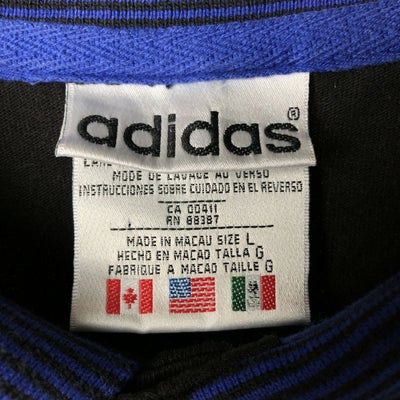 adidas®
MODE DE LAVAGE AU VERSO
INSTRUCCIONES SOBRE CUIDADO EN EL REVERSO
CA 00411
RN 88387
MADE IN MACAU SIZE L
HECHO EN MACAO TALLA G
FABRIQUE A MACAO TAILLE G